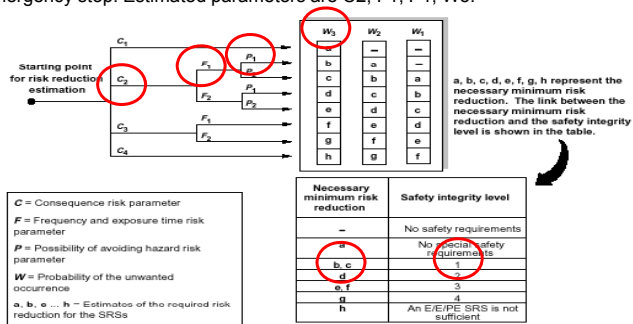 mergency stop. Estimated parameters are C2, F1, P1, W3.
W3 W2 W1
Starting point
for risk reduction
estimation
C1
C2
C3
C4
F1
F2
F1
F2
P1
P2
P1
P2
a – –
b a –
c b a
d c b
e d c
f e d
g f e
h g f
a, b, c, d, e, f, g, h represent the
necessary minimum risk
reduction. The link between the
necessary minimum risk
reduction and the safety integrity
level is shown in the table.
C = Consequence risk parameter
F = Frequency and exposure time risk
parameter
P = Possibility of avoiding hazard risk
parameter
W = Probability of the unwanted
occurrence
a, b, c ... h = Estimates of the required risk
reduction for the SRSs
Necessary
minimum risk
reduction
Safety integrity level
– No safety requirements
a No special safety
requirements
b, c 1
d 2
e, f 3
g 4
h An E/E/PE SRS is not
sufficient